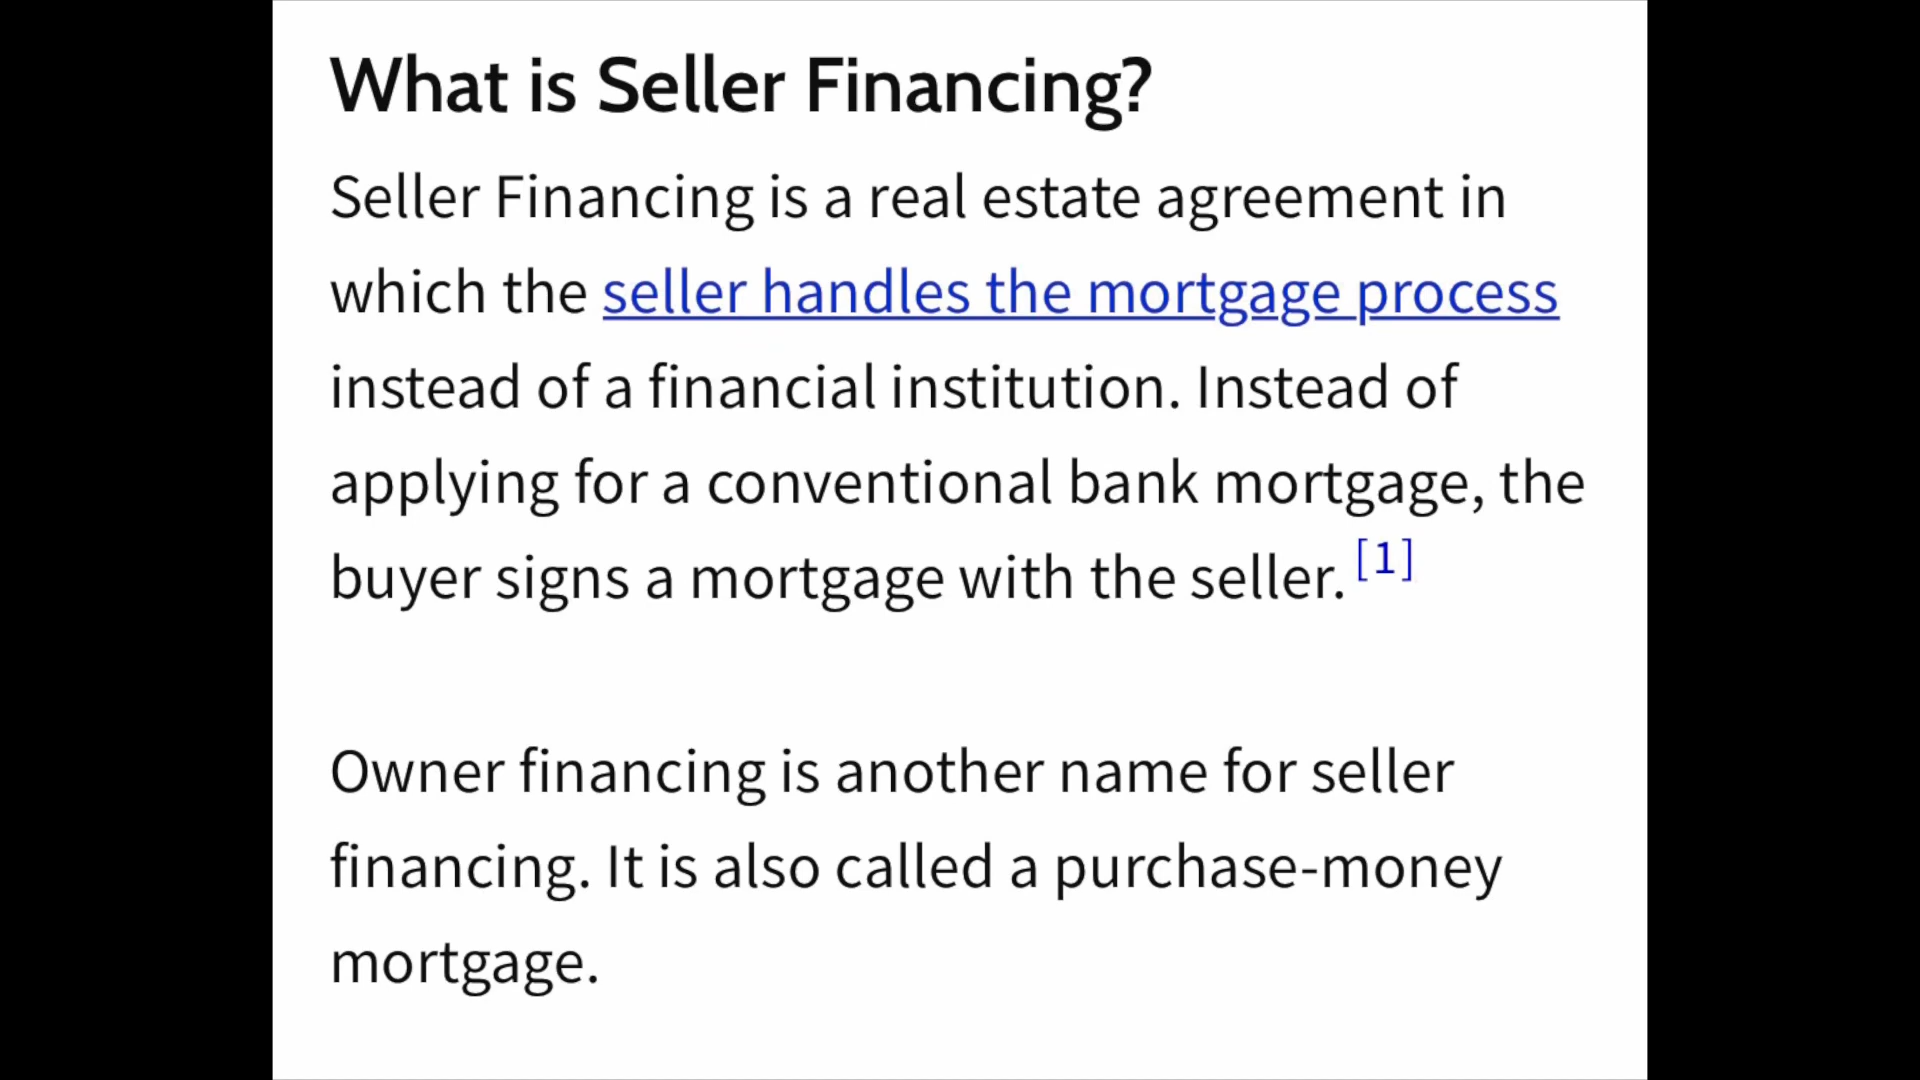 What is Seller Financing?
Seller Financing is a real estate agreement in
which the seller handles the mortgage process
instead of a financial institution. Instead of
applying for a conventional bank mortgage, the
buyer signs a mortgage with the seller. [1]
Owner financing is another name for seller
financing. It is also called a purchase-money
mortgage.